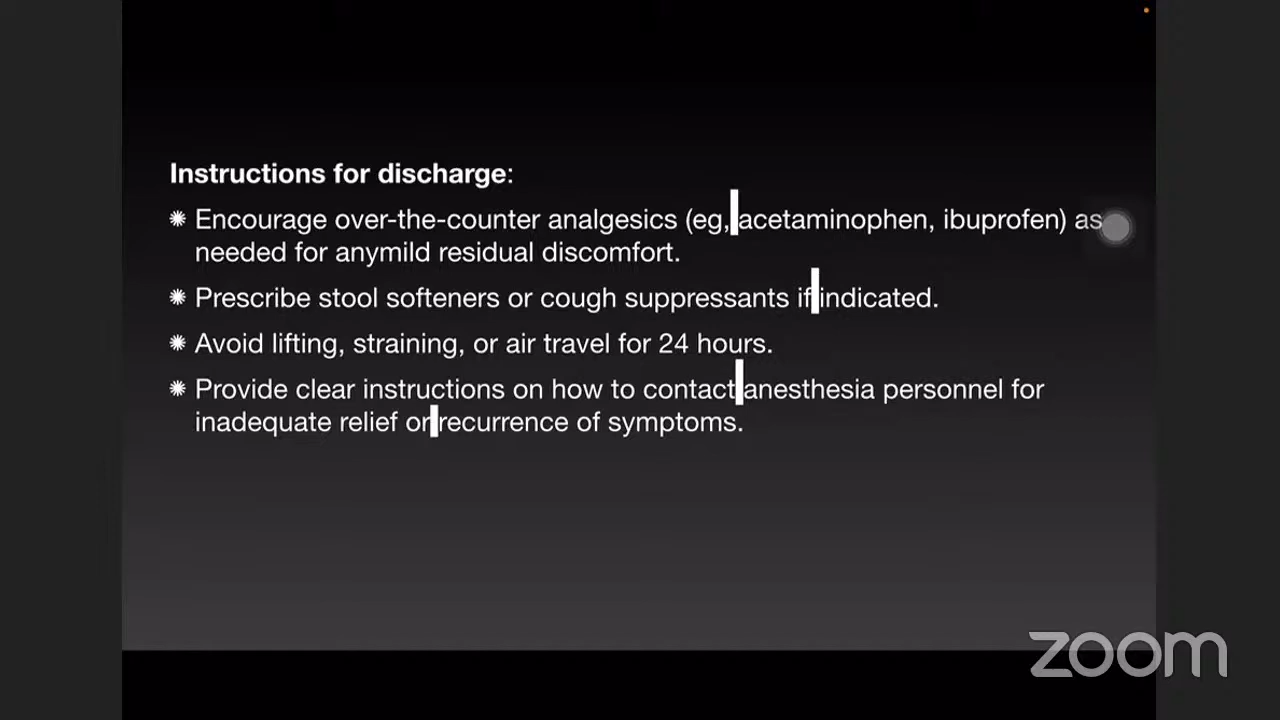 Instructions for discharge:
✺ Encourage over-the-counter analgesics (eg, acetaminophen, ibuprofen) as
needed for anymild residual discomfort.
✺ Prescribe stool softeners or cough suppressants if indicated.
✺ Avoid lifting, straining, or air travel for 24 hours.
✺ Provide clear instructions on how to contact anesthesia personnel for
inadequate relief or recurrence of symptoms.
zoom